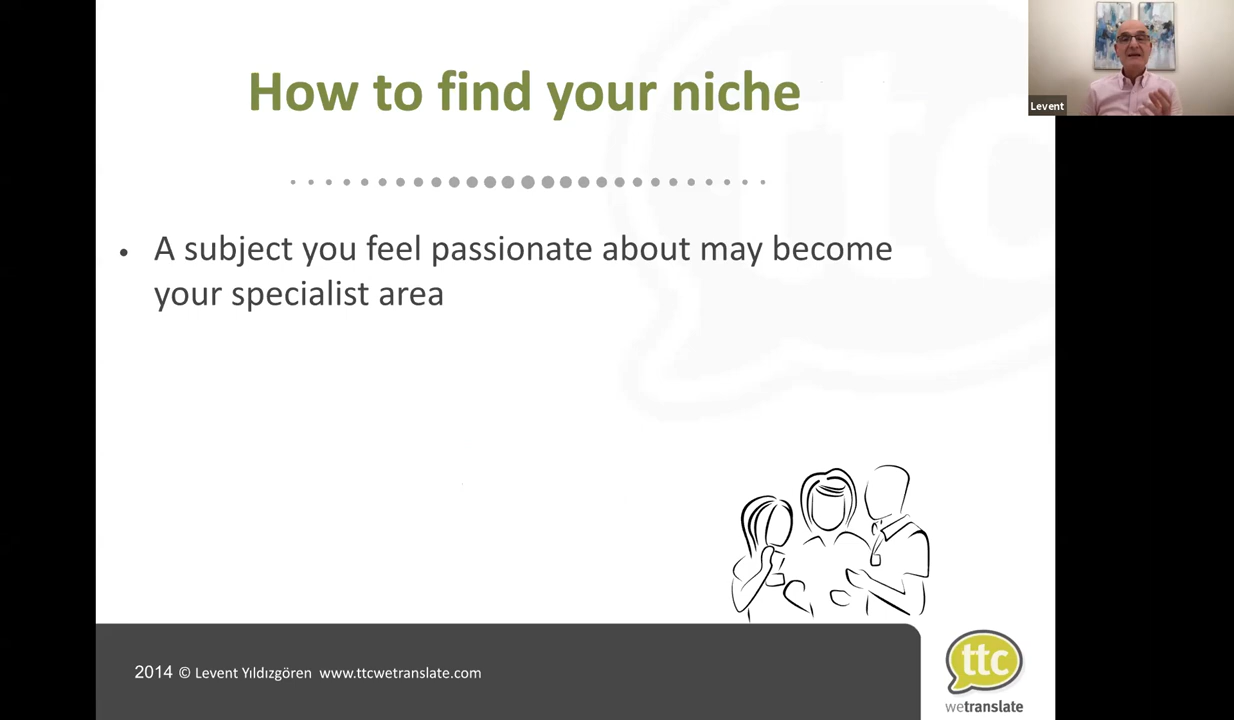 How to find your niche
Levent
• A subject you feel passionate about may become
your specialist area
2014 © Levent Yıldızgören www.ttcwetranslate.com
ttc
wetranslate
ttc